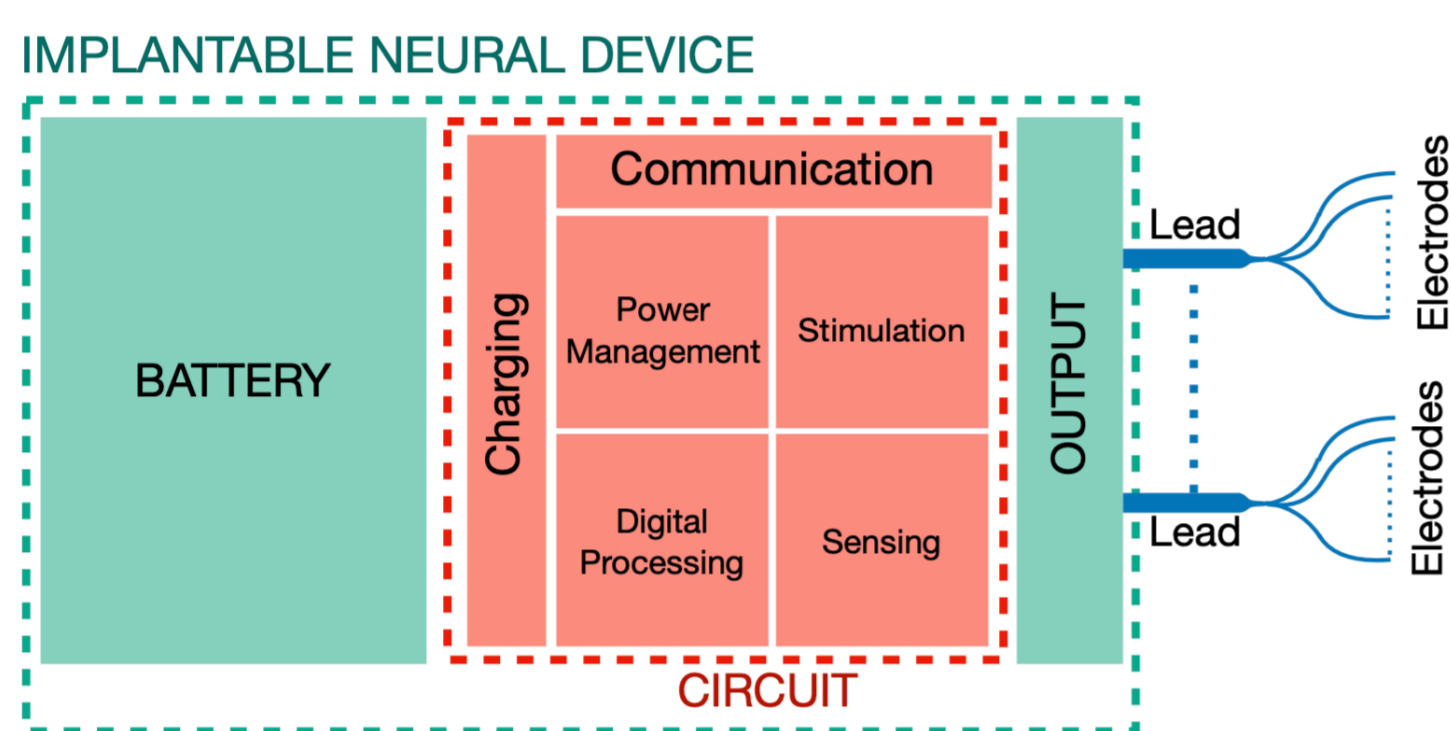 IMPLANTABLE NEURAL DEVICE
BATTERY
Charging
Communication
Power
Management
Stimulation
Digital
Processing
Sensing
CIRCUIT
OUTPUT
Lead
Electrodes
Lead
Electrodes